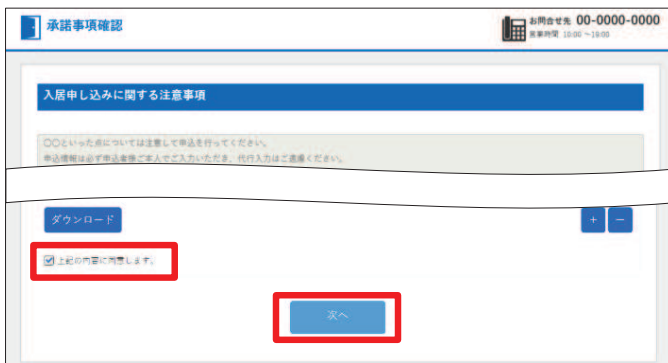 承諾事項確認
お問合せ先 00-0000-0000
営業時間 10:00~18:00
入居申し込みに関する注意事項
〇〇といった点については注意して申込を行ってください。
申込情報は必ず申込者様ご本人でご入力いただき、代行入力はご遠慮ください。
ダウンロード
+ −
上記の内容に同意します。
次へ